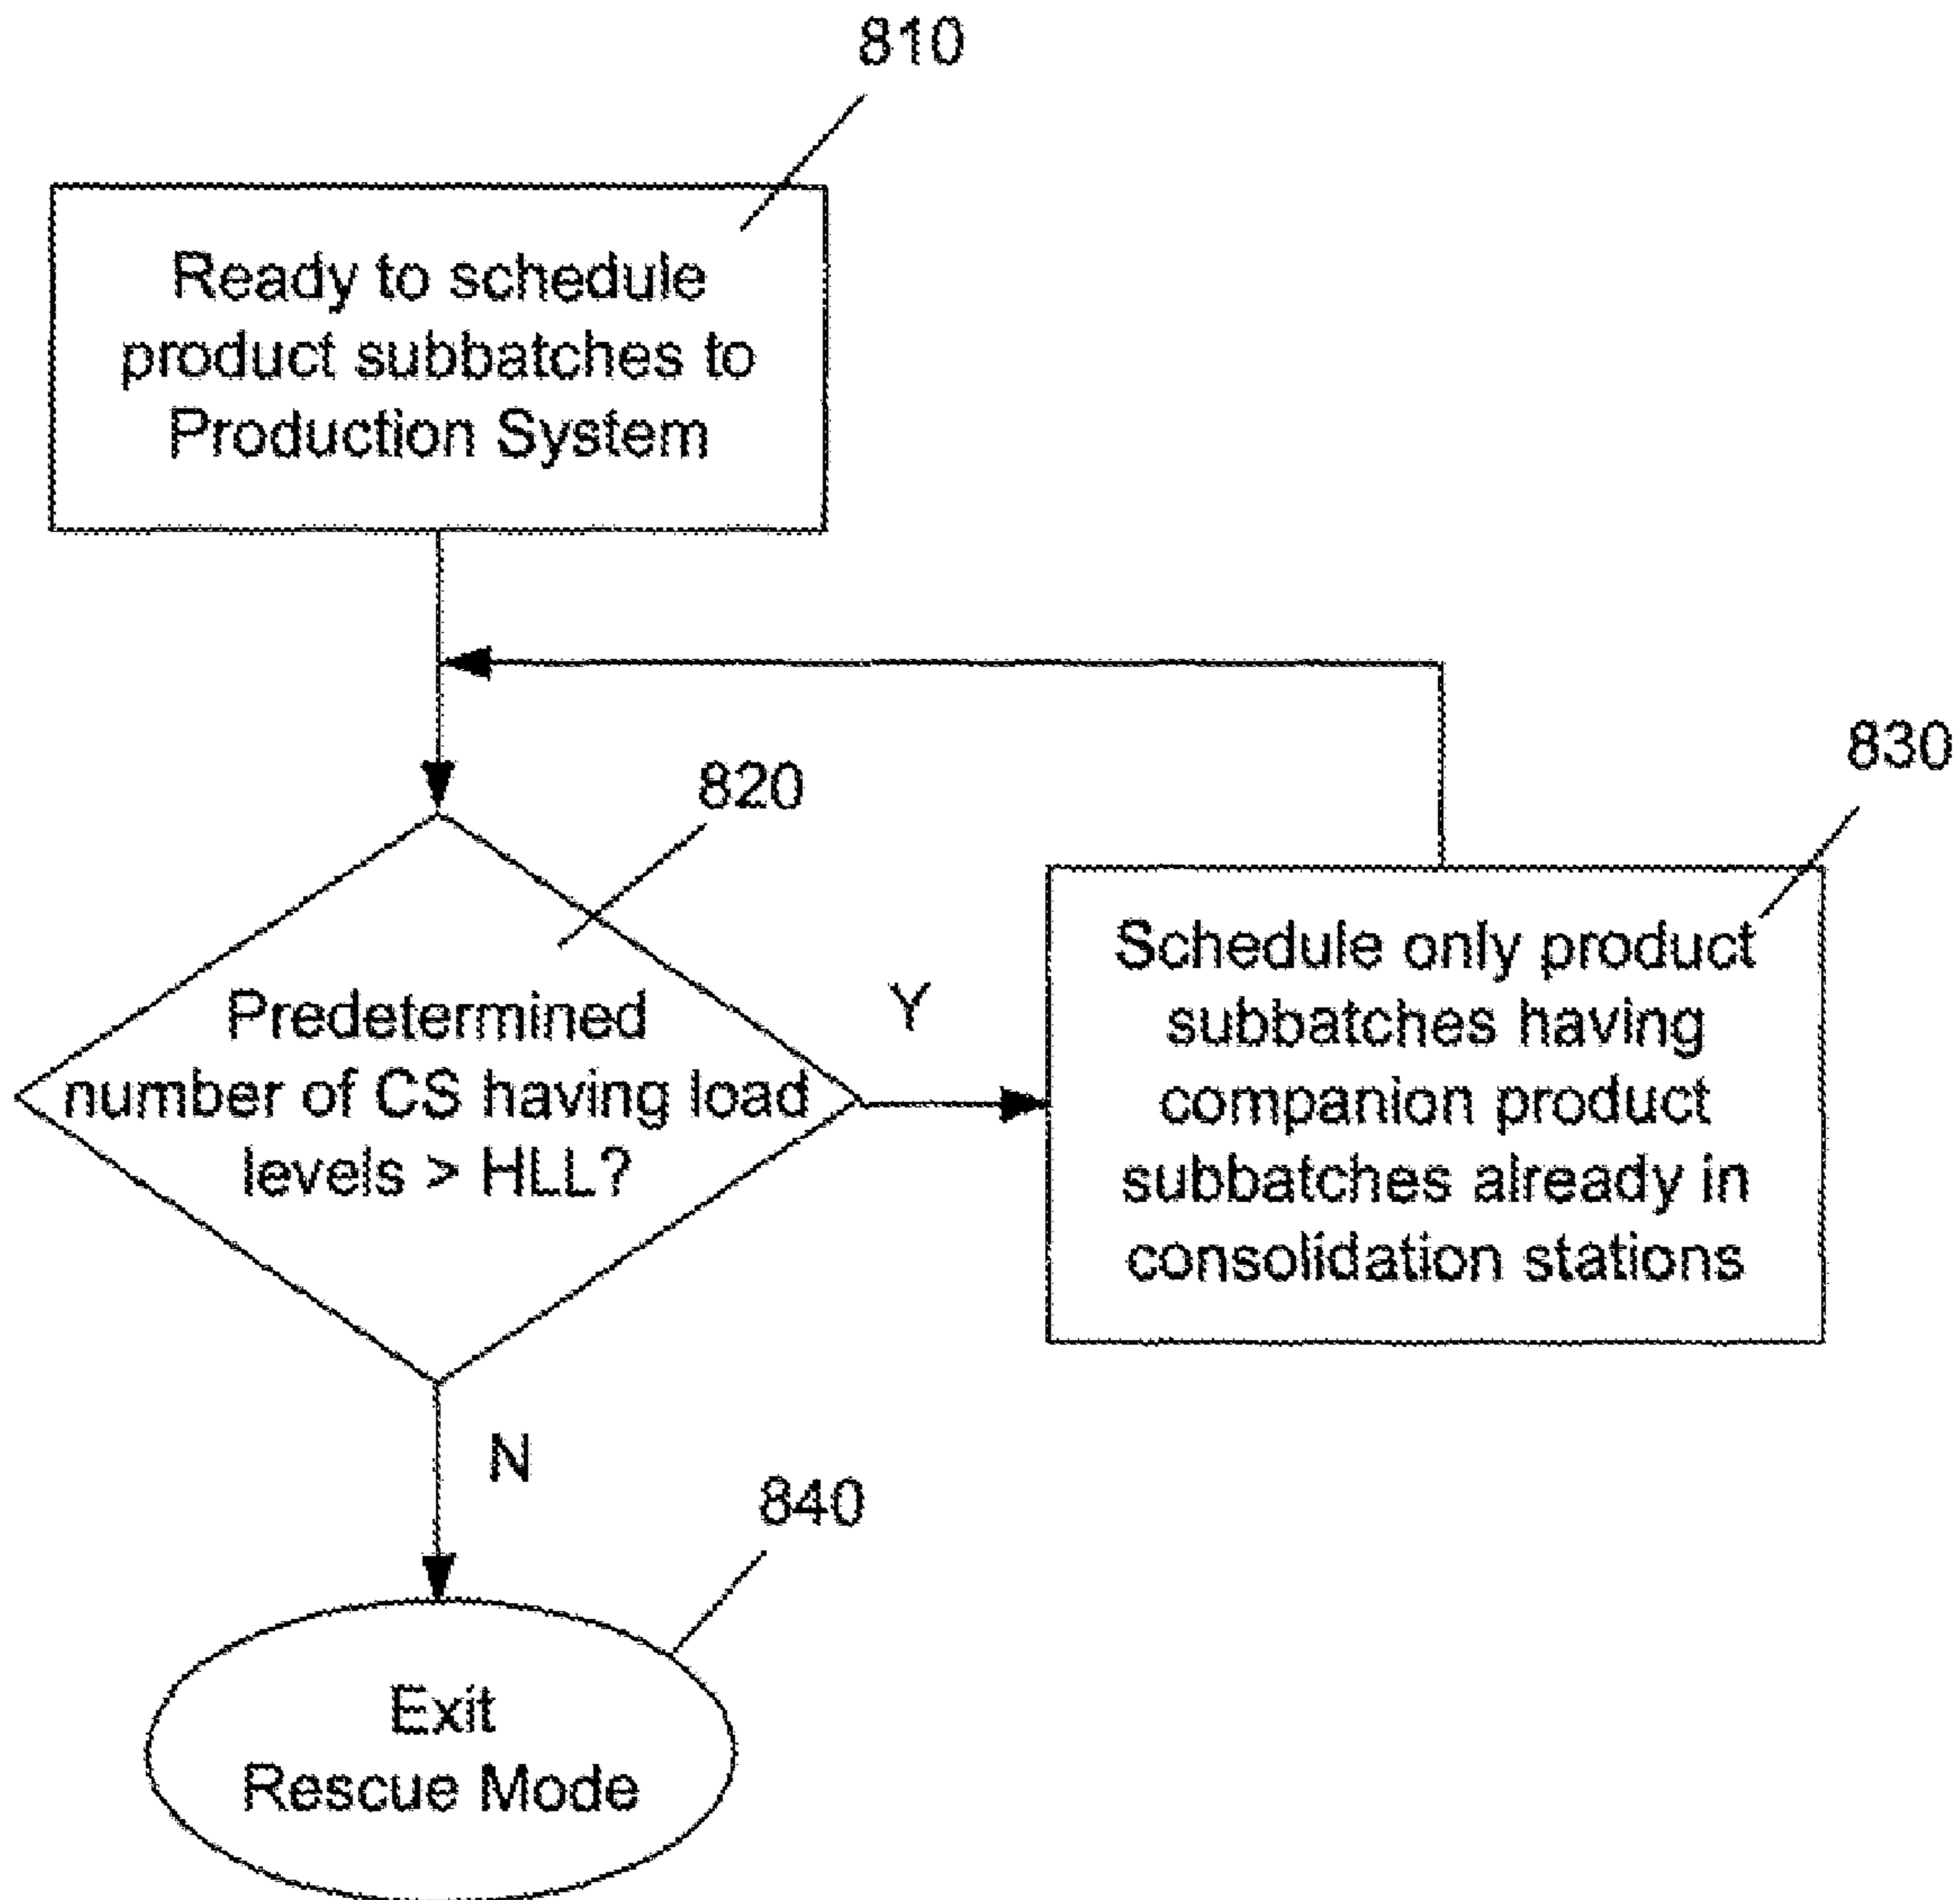 810
Ready to schedule
product subbatches to
Production System
820
830
Predetermined
number of CS having load
levels > HLL?
Y
Schedule only product
subbatches having
companion product
subbatches already in
consolidation stations
N
840
Exit
Rescue Mode